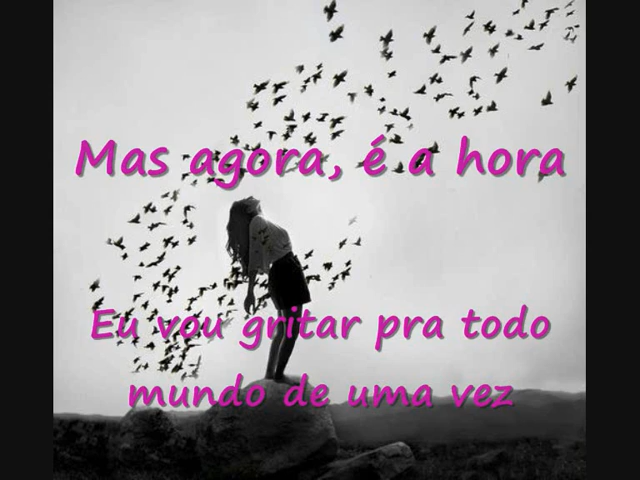 Mas agora, é a hora
Eu vou gritar pra todo
mundo de uma vez